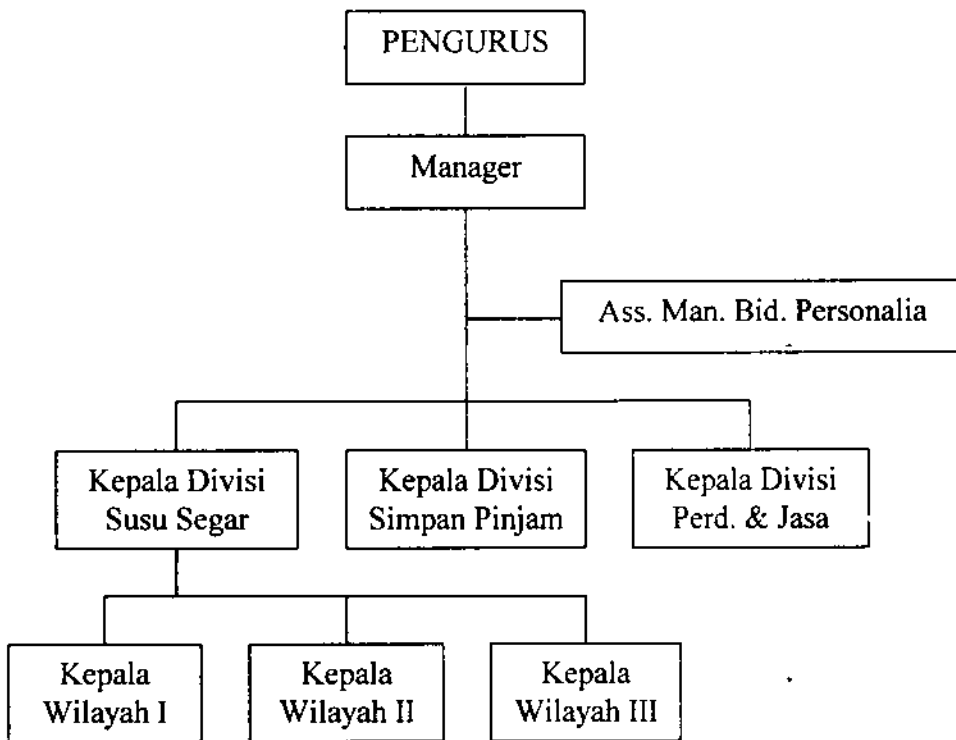 PENGURUS
Manager
Ass. Man. Bid. Personalia
Kepala Divisi
Susu Segar
Kepala Divisi
Simpan Pinjam
Kepala Divisi
Perd. & Jasa
Kepala
Wilayah I
Kepala
Wilayah II
Kepala
Wilayah III